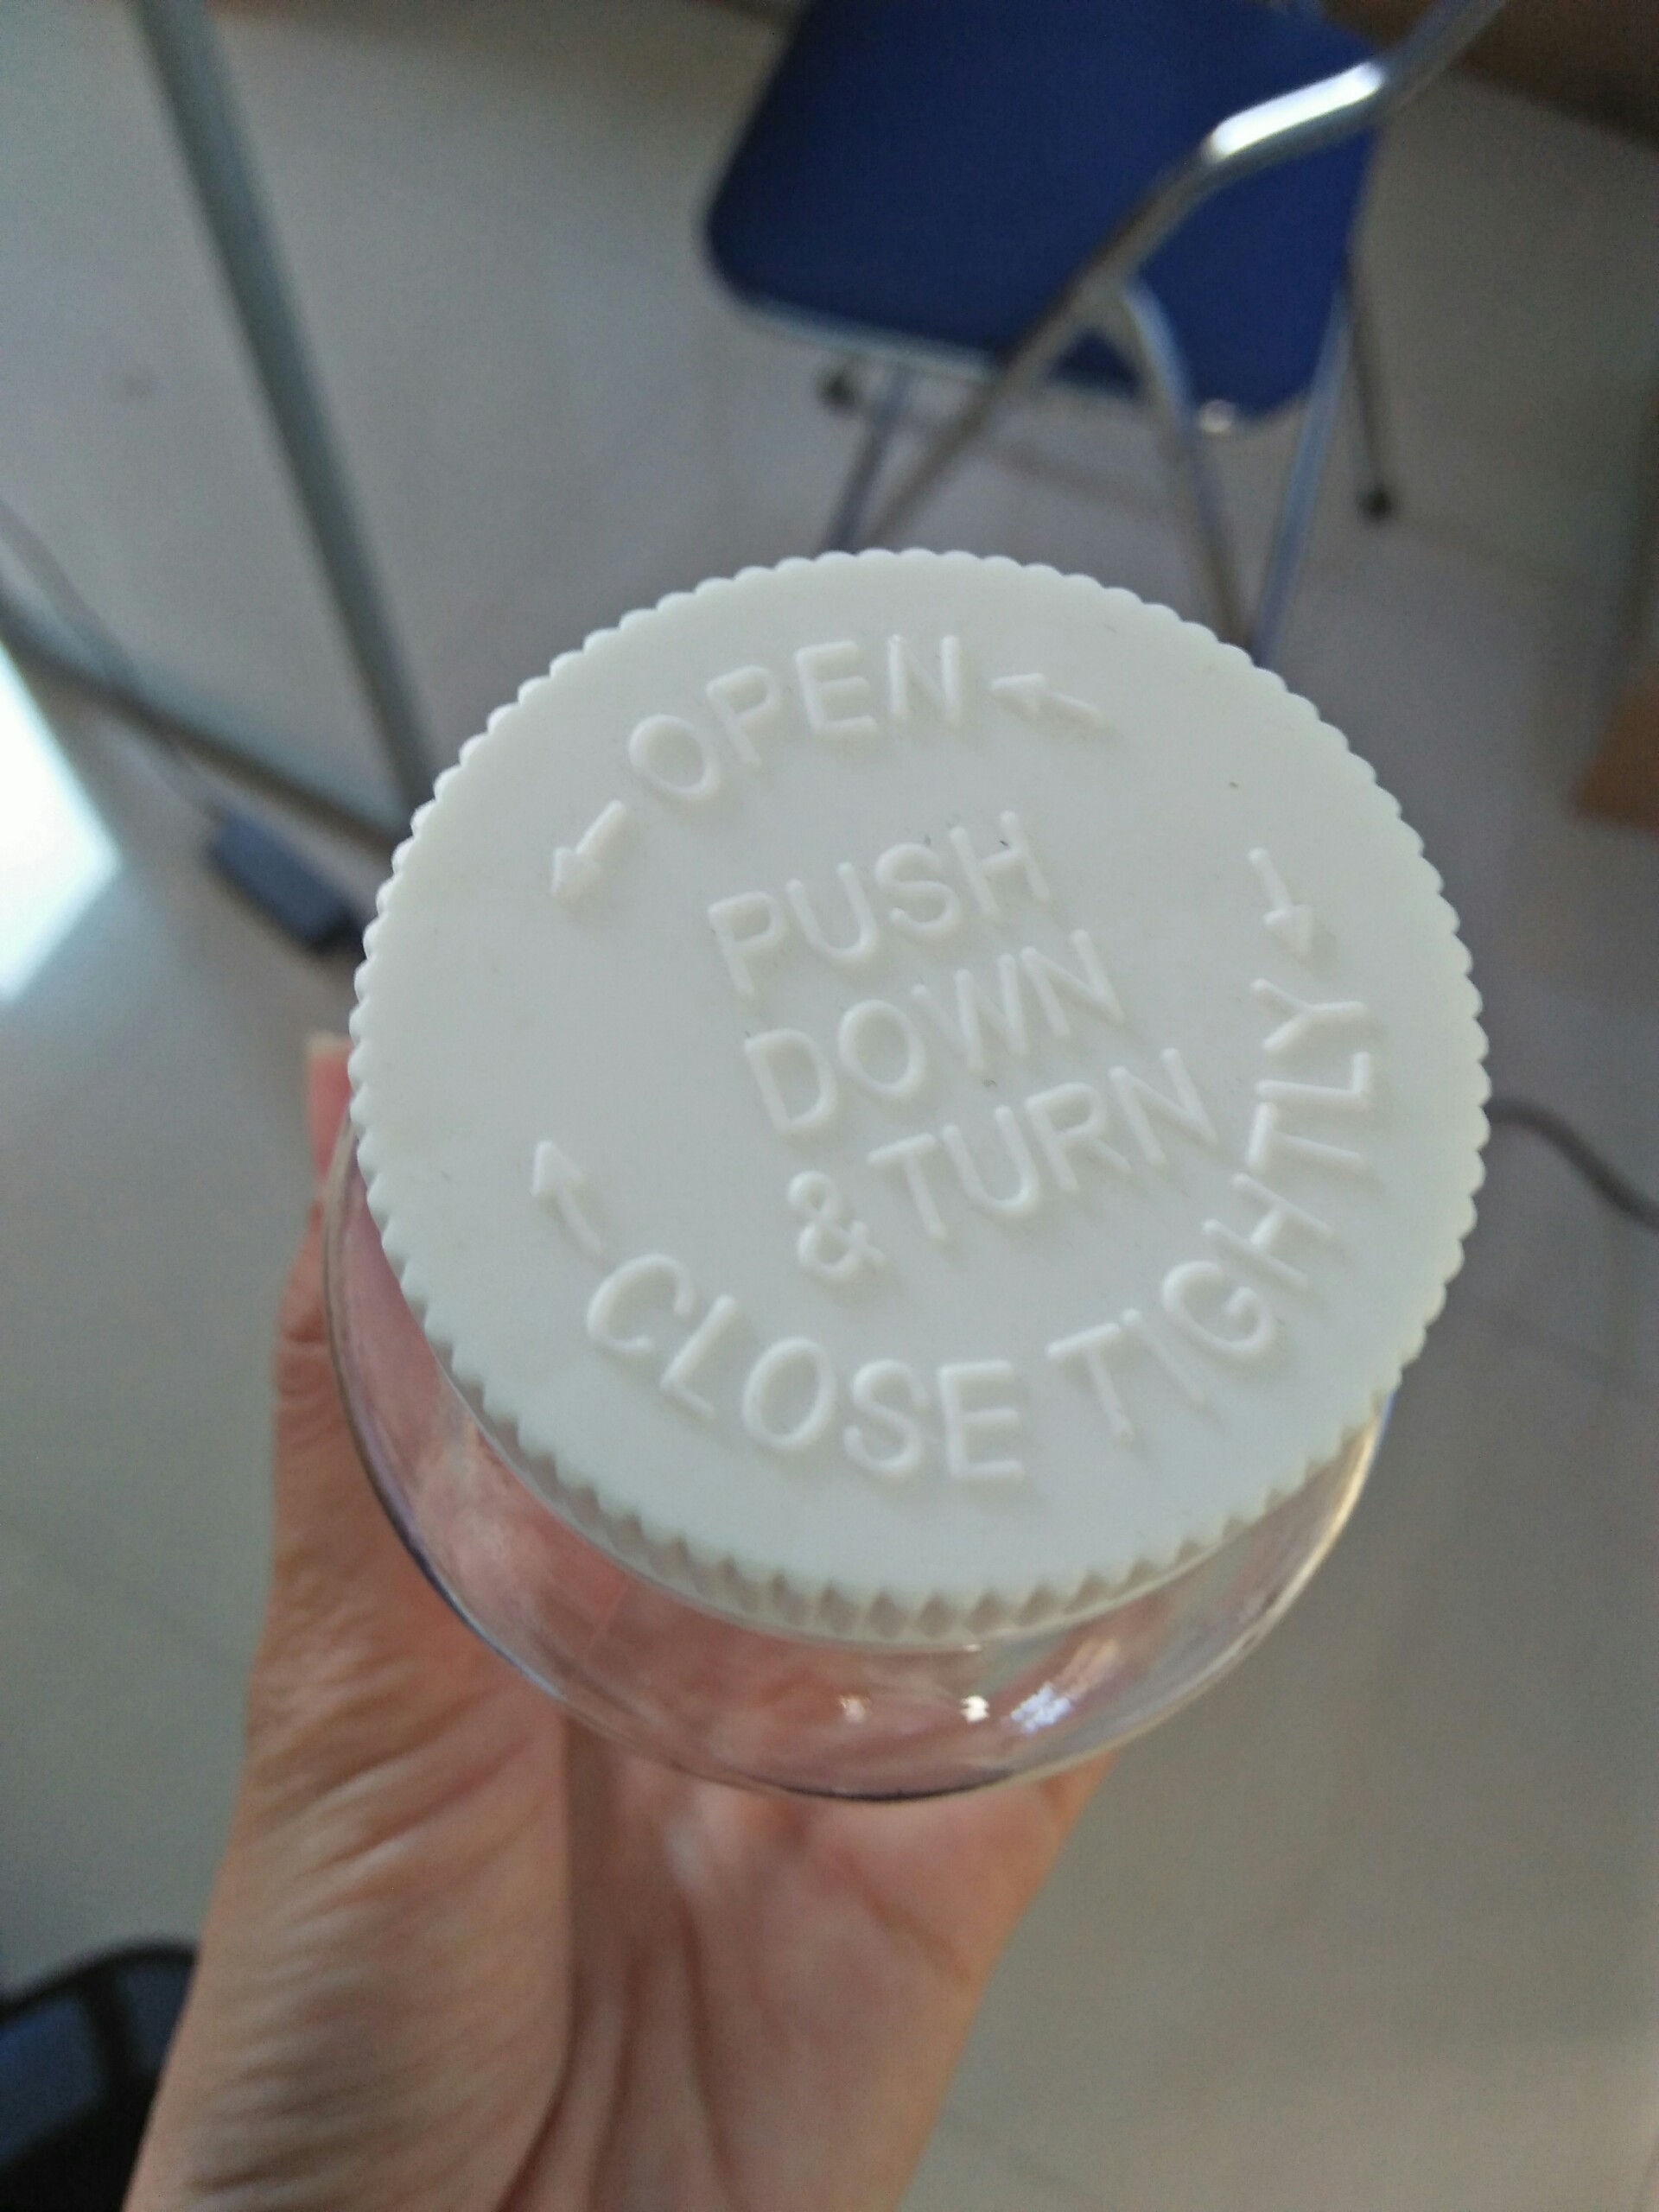 OPEN
PUSH
DOWN
& TURN
CLOSE TIGHTLY